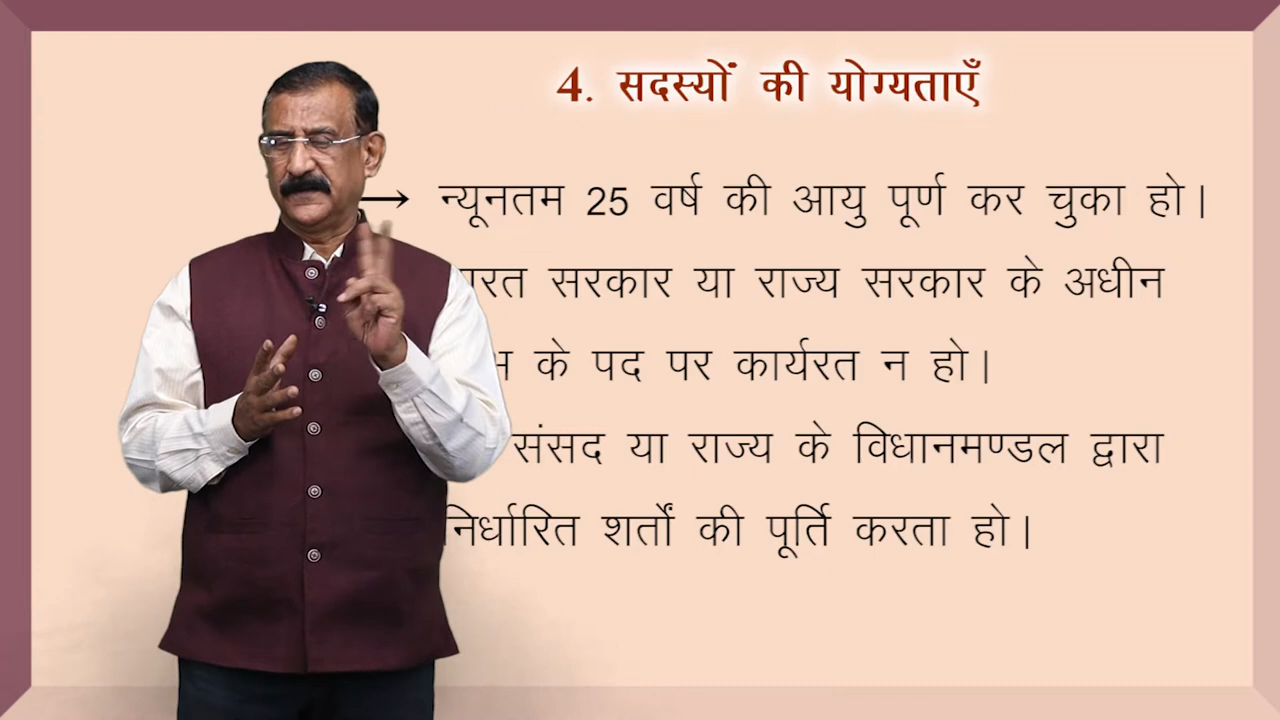 4. सदस्यों की योग्यताएँ
→ न्यूनतम 25 वर्ष की आयु पूर्ण कर चुका हो।
सरकार या राज्य सरकार के अधीन
के पद पर कार्यरत न हो।
संसद या राज्य के विधानमण्डल द्वारा
निर्धारित शर्तों की पूर्ति करता हो।